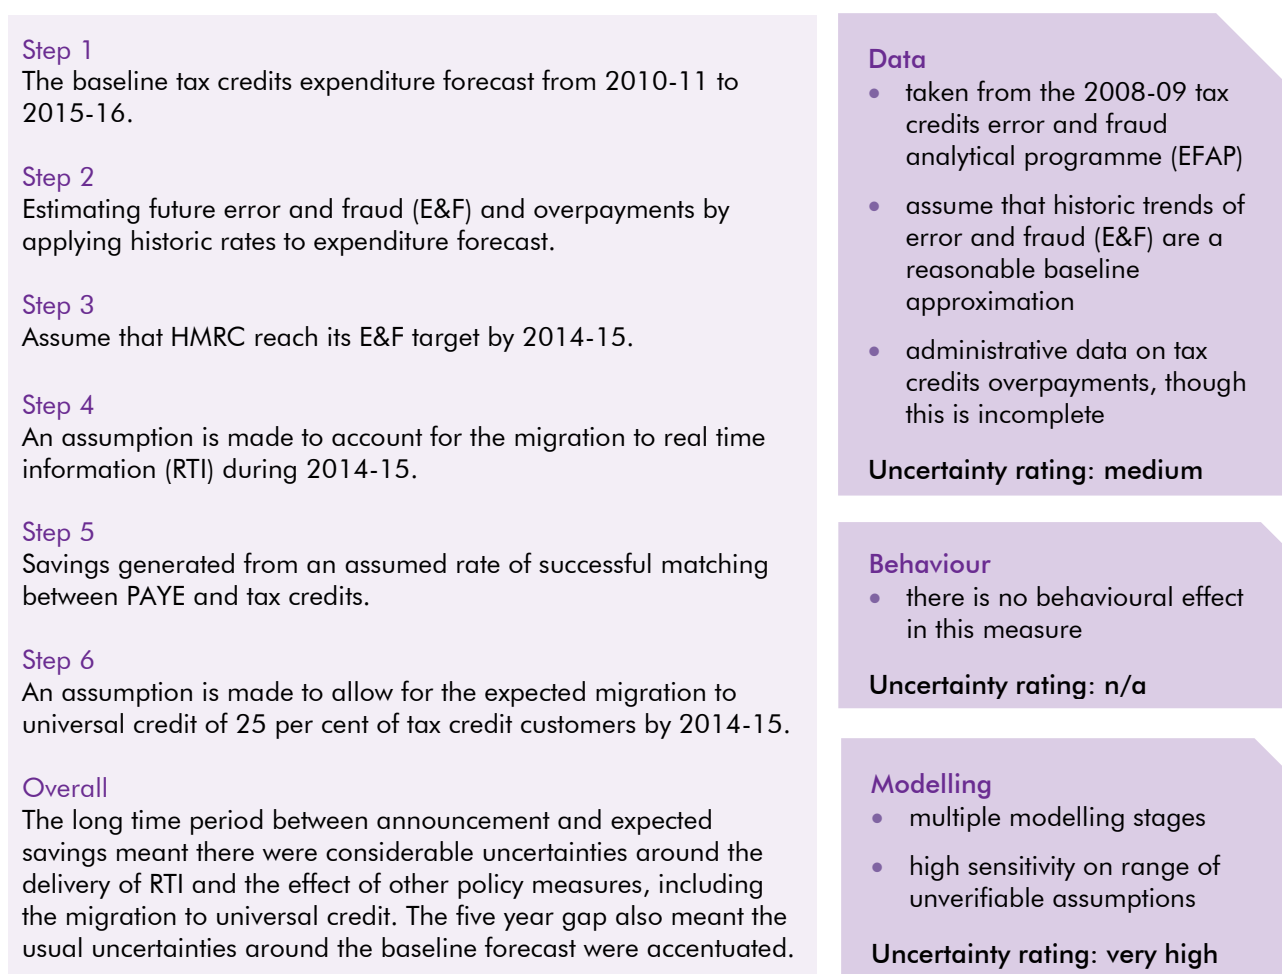 Step 1
The baseline tax credits expenditure forecast from 2010-11 to
2015-16.
Step 2
Estimating future error and fraud (E&F) and overpayments by
applying historic rates to expenditure forecast.
Step 3
Assume that HMRC reach its E&F target by 2014-15.
Step 4
An assumption is made to account for the migration to real time
information (RTI) during 2014-15.
Step 5
Savings generated from an assumed rate of successful matching
between PAYE and tax credits.
Step 6
An assumption is made to allow for the expected migration to
universal credit of 25 per cent of tax credit customers by 2014-15.
Overall
The long time period between announcement and expected
savings meant there were considerable uncertainties around the
delivery of RTI and the effect of other policy measures, including
the migration to universal credit. The five year gap also meant the
usual uncertainties around the baseline forecast were accentuated.
Data
• taken from the 2008-09 tax
credits error and fraud
analytical programme (EFAP)
• assume that historic trends of
error and fraud (E&F) are a
reasonable baseline
approximation
• administrative data on tax
credits overpayments, though
this is incomplete
Uncertainty rating: medium
Behaviour
• there is no behavioural effect
in this measure
Uncertainty rating: n/a
Modelling
• multiple modelling stages
• high sensitivity on range of
unverifiable assumptions
Uncertainty rating: very high